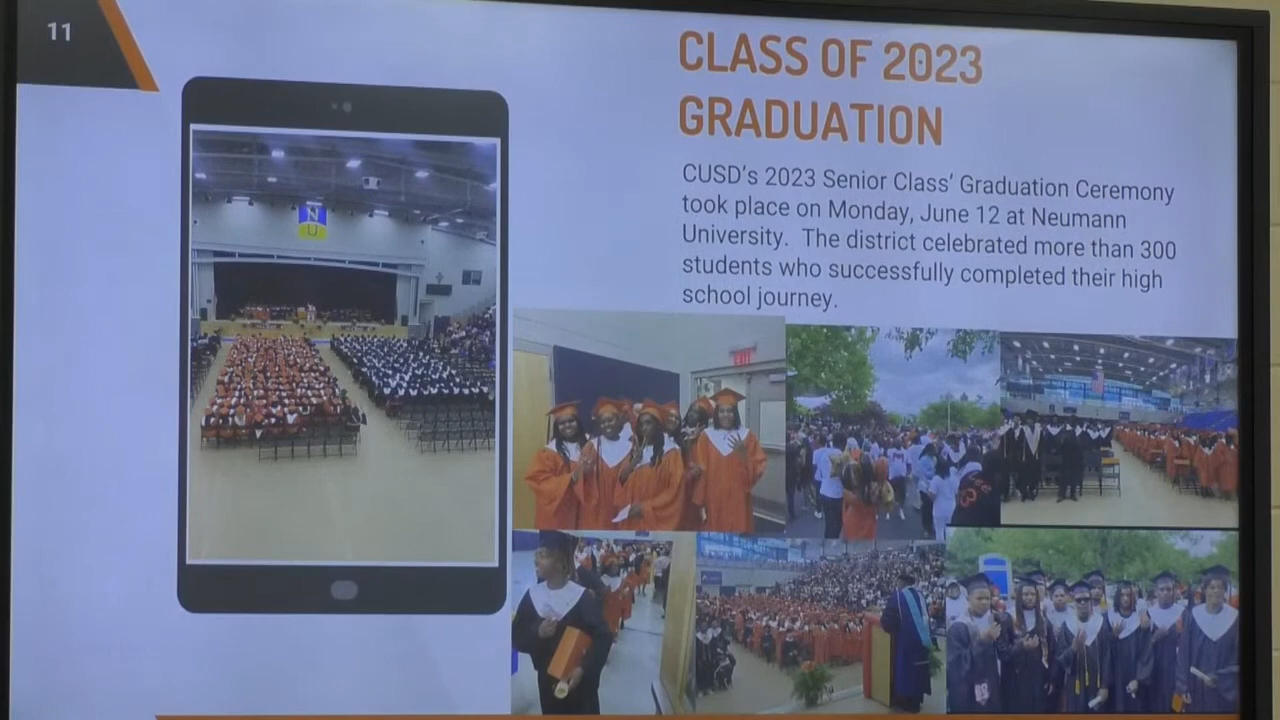 11
CLASS OF 2023
GRADUATION
CUSD's 2023 Senior Class' Graduation Ceremony
took place on Monday, June 12 at Neumann
University. The district celebrated more than 300
students who successfully completed their high
school journey.
N
U
EXIT